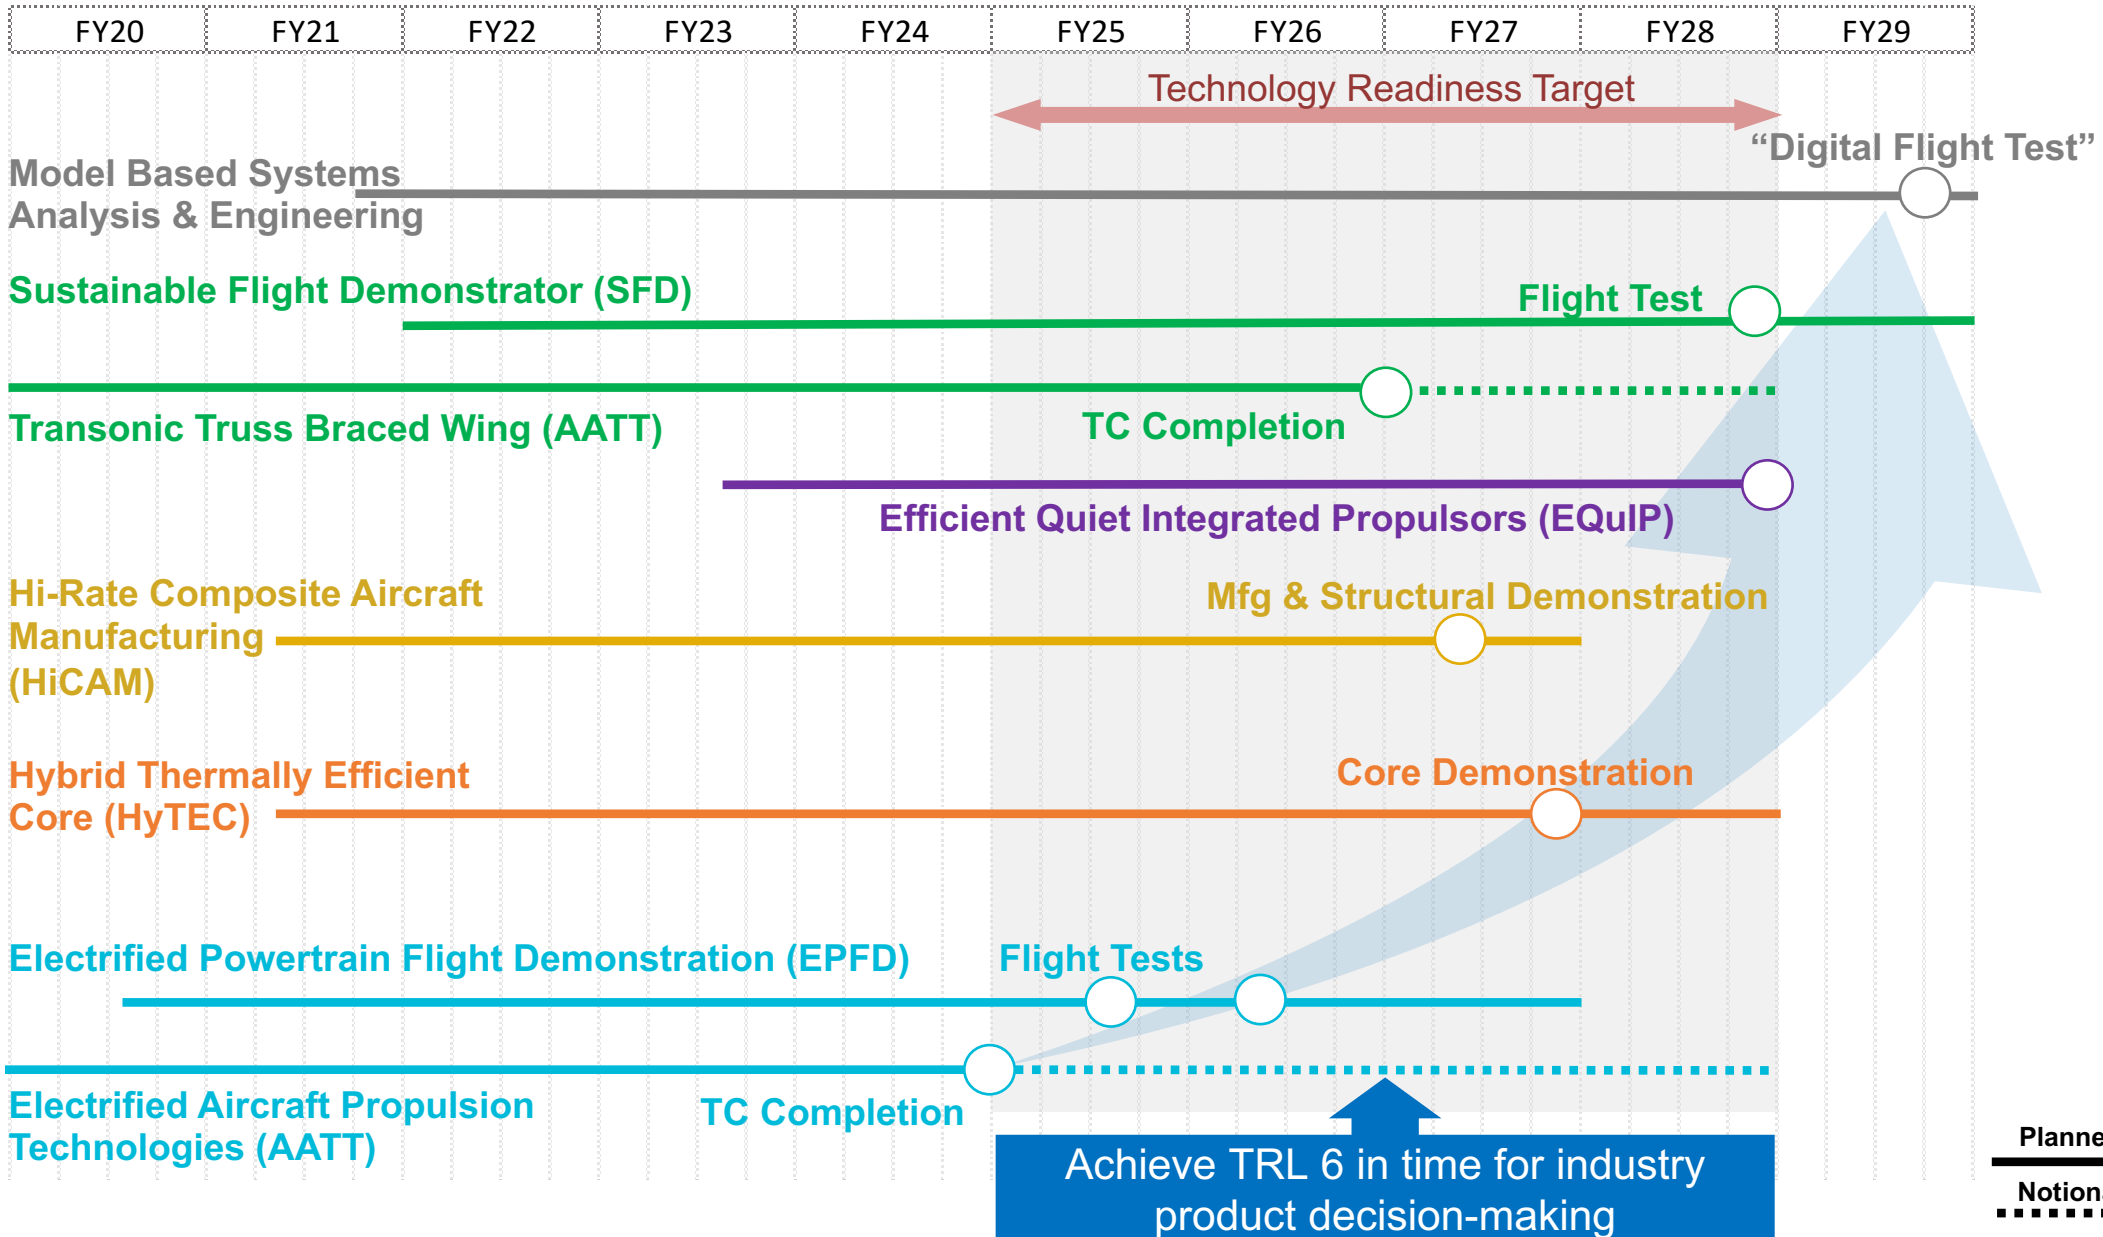 FY20 FY21 FY22 FY23 FY24 FY25 FY26 FY27 FY28 FY29
Technology Readiness Target
“Digital Flight Test”
Model Based Systems
Analysis & Engineering
Sustainable Flight Demonstrator (SFD)
Flight Test
Transonic Truss Braced Wing (AATT)
TC Completion
Efficient Quiet Integrated Propulsors (EQuIP)
Hi-Rate Composite Aircraft
Manufacturing
(HiCAM)
Mfg & Structural Demonstration
Hybrid Thermally Efficient
Core (HyTEC)
Core Demonstration
Electrified Powertrain Flight Demonstration (EPFD)
Flight Tests
Electrified Aircraft Propulsion
Technologies (AATT)
TC Completion
Achieve TRL 6 in time for industry
product decision-making